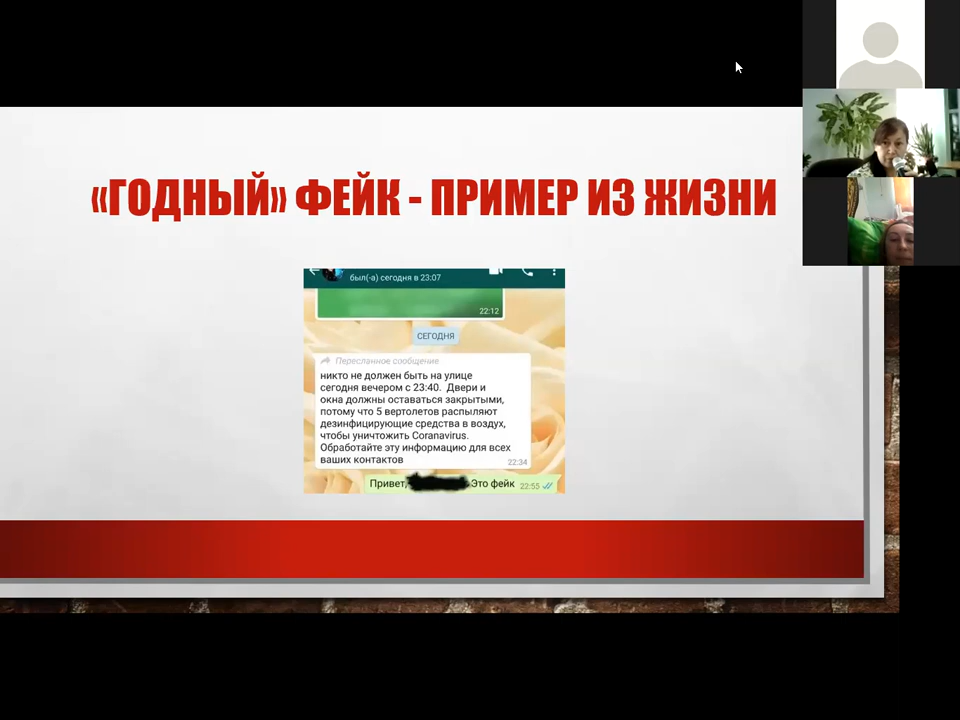 «ГОДНЫЙ» ФЕЙК - ПРИМЕР ИЗ ЖИЗНИ
был(-а) сегодня в 23:07
22:12
СЕГОДНЯ
Пересланное сообщение
никто не должен быть на улице
сегодня вечером с 23:40. Двери и
окна должны оставаться закрытыми,
потому что 5 вертолетов распыляют
дезинфицирующие средства в воздух,
чтобы уничтожить Coranavirus.
Обработайте эту информацию для всех
ваших контактов
22:34
Привет, Это фейк 22:55